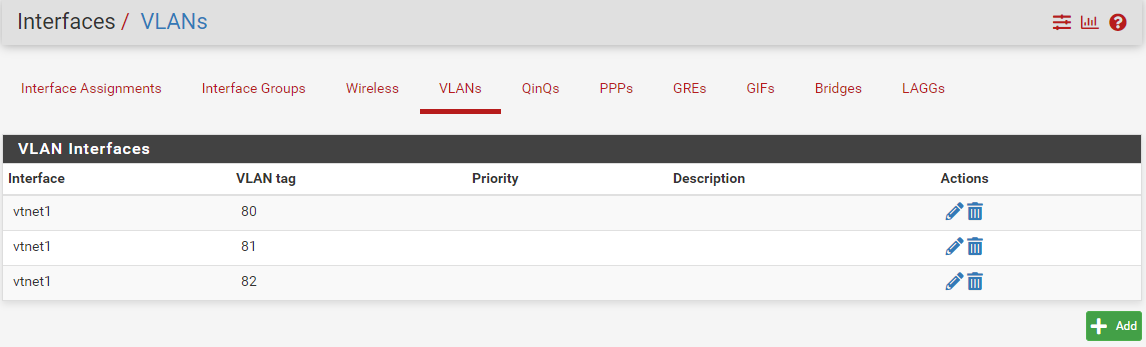 Interfaces / VLANs
Interface Assignments Interface Groups Wireless VLANs QinQs PPPs GREs GIFs Bridges LAGGs
VLAN Interfaces
Interface VLAN tag Priority Description Actions
vtnet1 80
vtnet1 81
vtnet1 82
Add